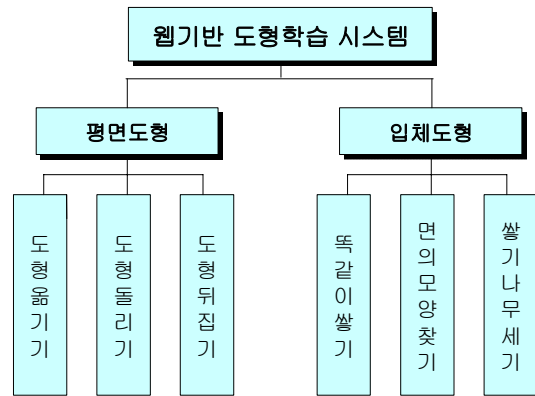 웹기반 도형학습 시스템
평면도형
입체도형
도형옮기기
도형돌리기
도형뒤집기
똑같이쌓기
면의모양찾기
쌓기나무세기